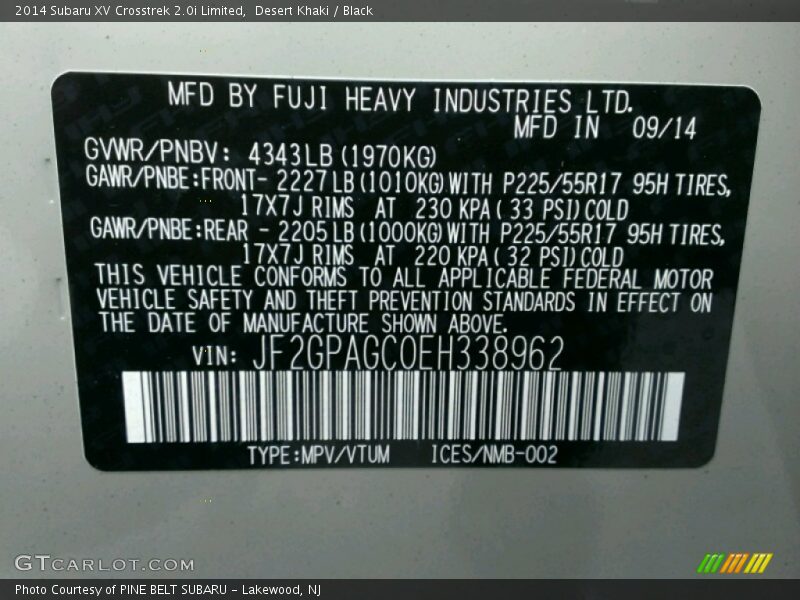 2014 Subaru XV Crosstrek 2.0i Limited, Desert Khaki / Black
MFD BY FUJI HEAVY INDUSTRIES LTD.
MFD IN 09/14
GVWR/PNBV: 4343LB (1970KG)
GAWR/PNBE:FRONT- 2227 LB (1010KG) WITH P225/55R17 95H TIRES,
17X7J RIMS AT 230 KPA ( 33 PSI) COLD
GAWR/PNBE:REAR - 2205 LB (1000KG) WITH P225/55R17 95H TIRES,
17X7J RIMS AT 220 KPA ( 32 PSI) COLD
THIS VEHICLE CONFORMS TO ALL APPLICABLE FEDERAL MOTOR
VEHICLE SAFETY AND THEFT PREVENTION STANDARDS IN EFFECT ON
THE DATE OF MANUFACTURE SHOWN ABOVE.
VIN: JF2GPAGC0EH338962
TYPE:MPV/VTUM ICES/NMB-002
GTCARLOT.COM
Photo Courtesy of PINE BELT SUBARU - Lakewood, NJ